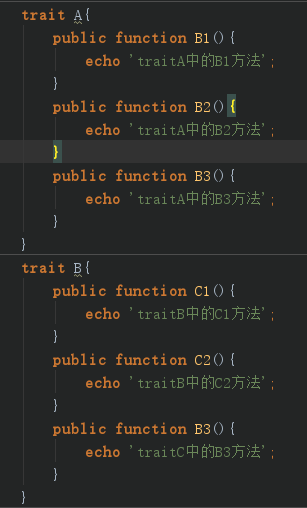 trait A{
public function B1(){
echo 'traitA中的B1方法';
}
public function B2(){
echo 'traitA中的B2方法';
}
public function B3(){
echo 'traitA中的B3方法';
}
}
trait B{
public function C1(){
echo 'traitB中的C1方法';
}
public function C2(){
echo 'traitB中的C2方法';
}
public function B3(){
echo 'traitC中的B3方法';
}
}